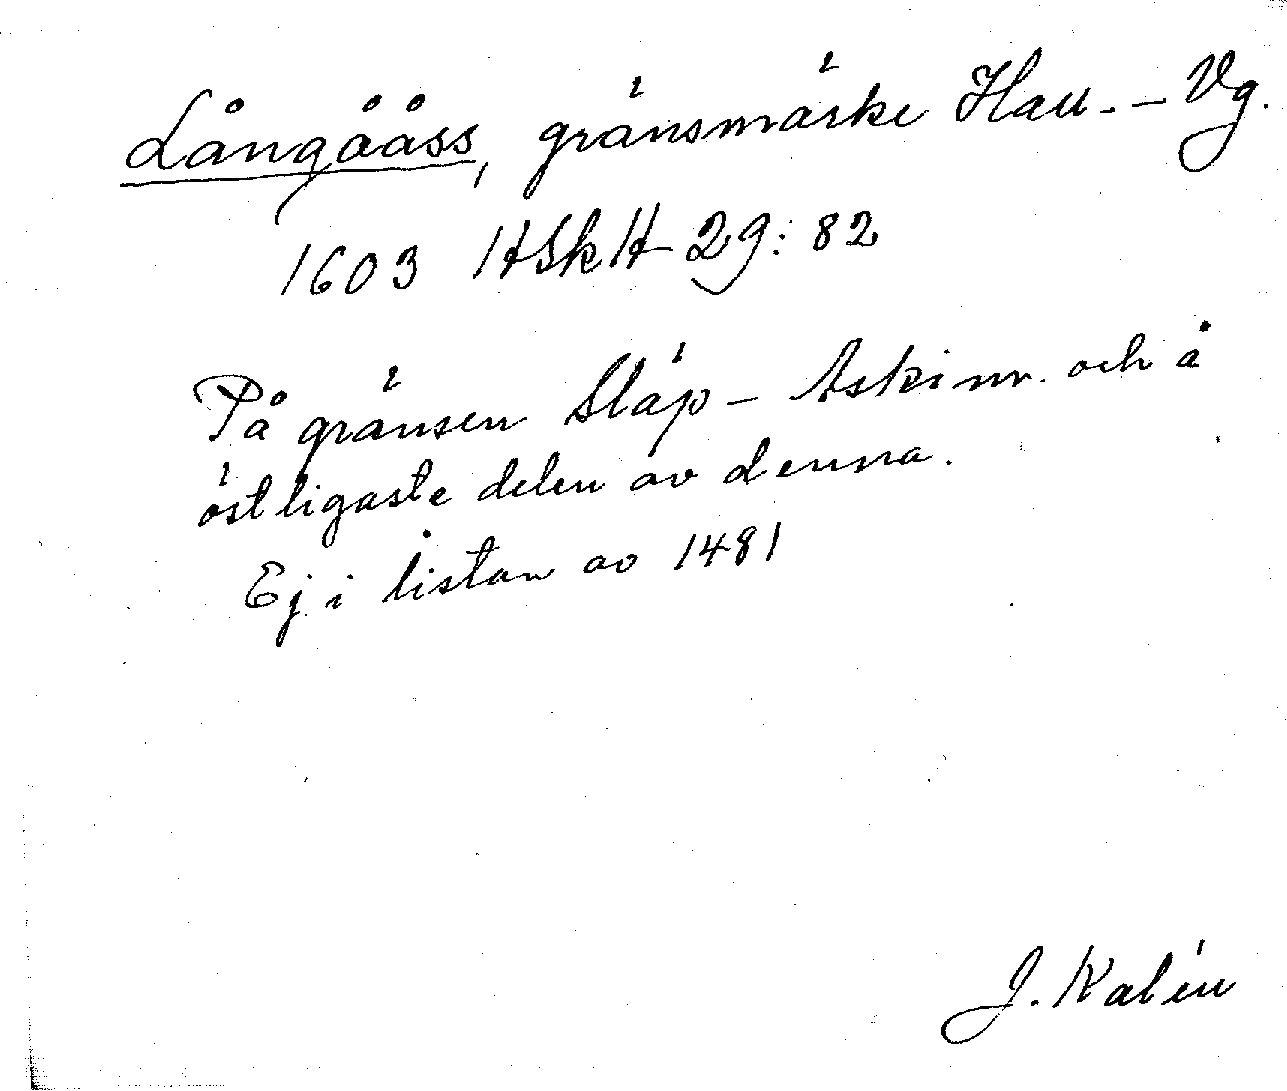 Långååss, gränsmärke Hall. - Vg.
1603 HSkH 29: 82
På gränsen Släp - Askim och å
östligaste delen av denna.
Ej i listan av 1481
J. Kalén